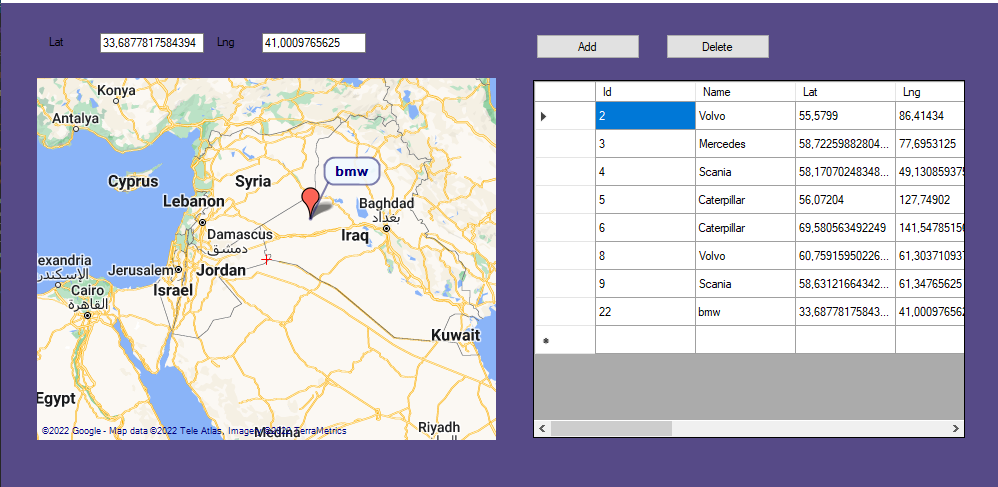 Lat 33,6877817584394 Lng 41,0009765625
Add Delete
Konya
Antalya
Cyprus
Syria
bmw
Lebanon
Baghdad
بغداد
Damascus
دمشق
Iraq
exandria
الإسكندر
Jerusalem
Jordan
Israel
Cairo
القاهرة
Kuwait
Egypt
Riyadh
Medina
©2022 Google - Map data ©2022 Tele Atlas, Imagery ©2022 TerraMetrics
Id Name Lat Lng
2 Volvo 55,5799 86,41434
3 Mercedes 58,72259882804... 77,6953125
4 Scania 58,17070248348... 49,130859375
5 Caterpillar 56,07204 127,74902
6 Caterpillar 69,580563492249 141,5478515
8 Volvo 60,75915950226... 61,30371093
9 Scania 58,63121664342... 61,34765625
22 bmw 33,68778175843... 41,000976562